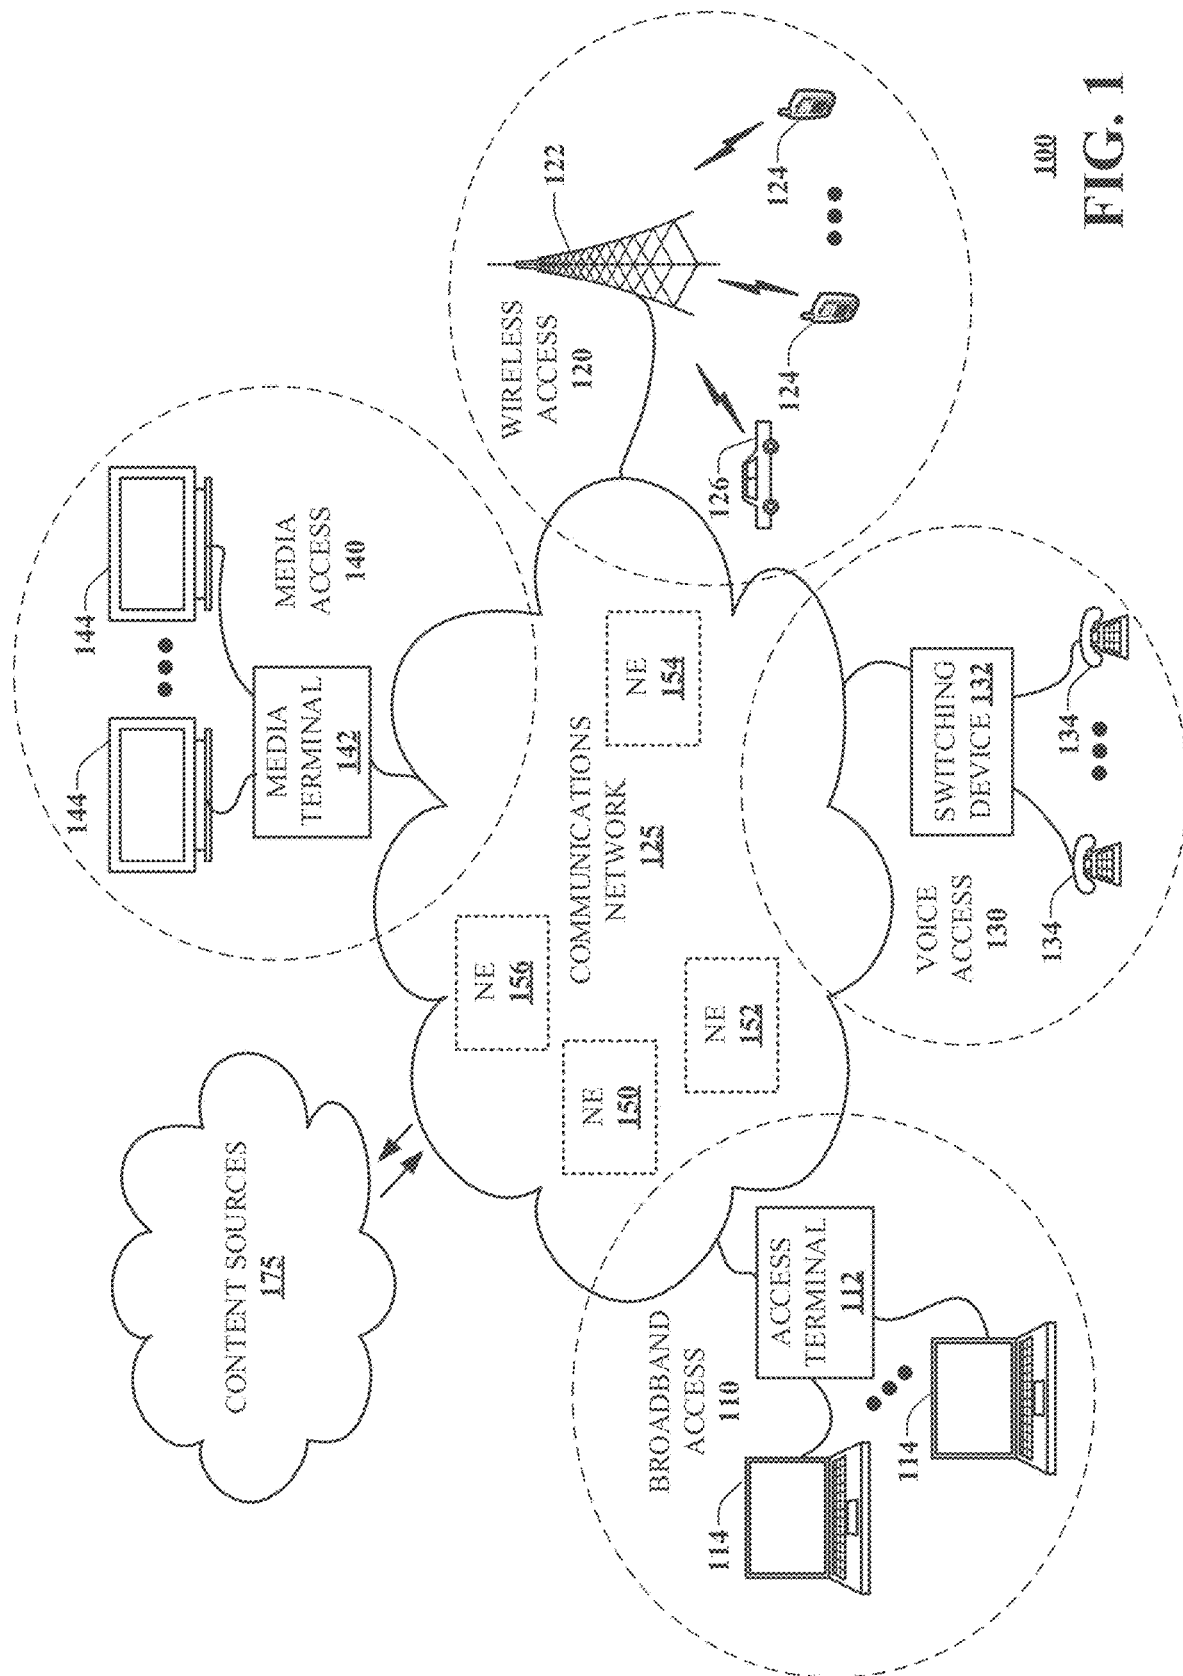 CONTENT SOURCES
175
144
144
MEDIA
TERMINAL
142
MEDIA
ACCESS
140
NE
156
NE
150
NE
152
COMMUNICATIONS
NETWORK
125
NE
154
WIRELESS
ACCESS
120
122
124
124
126
BROADBAND
ACCESS
110
ACCESS
TERMINAL
112
114
114
VOICE
ACCESS
130
SWITCHING
DEVICE 132
134
134
100
FIG. 1